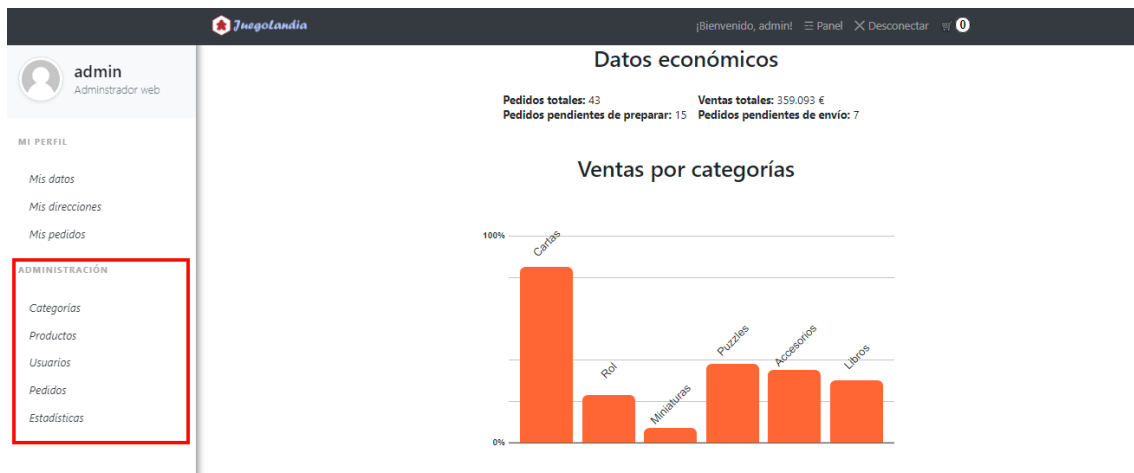 Juegolandia
¡Bienvenido, admin! Panel Desconectar 0
admin
Adminstrador web
MI PERFIL
Mis datos
Mis direcciones
Mis pedidos
ADMINISTRACIÓN
Categorías
Productos
Usuarios
Pedidos
Estadísticas
Datos económicos
Pedidos totales: 43 Ventas totales: 359.093 €
Pedidos pendientes de preparar: 15 Pedidos pendientes de envío: 7
Ventas por categorías
100%
Cartas
Rol
Miniaturas
Puzzles
Accesorios
Libros
0%